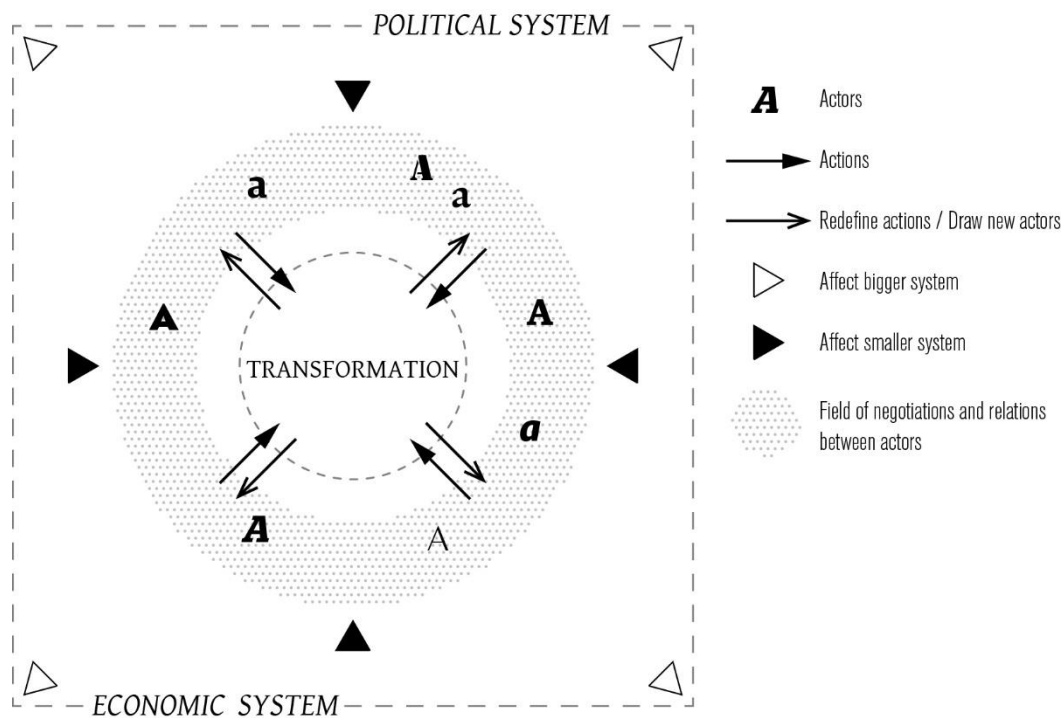 POLITICAL SYSTEM
A
a
a
A
A
TRANSFORMATION
a
A
A
ECONOMIC SYSTEM
A Actors
Actions
Redefine actions / Draw new actors
Affect bigger system
Affect smaller system
Field of negotiations and relations
between actors